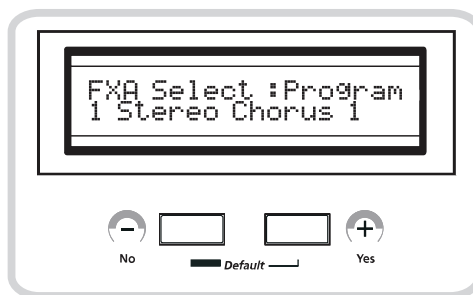 FXA Select :Program
1 Stereo Chorus 1
- +
No Yes
Default